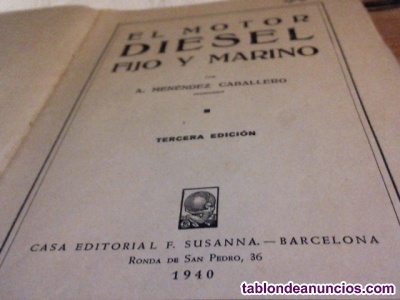 EL MOTOR
DIESEL
FIJO Y MARINO
POR
A. MENÉNDEZ CABALLERO
TERCERA EDICIÓN
CASA EDITORIAL F. SUSANNA.—BARCELONA
RONDA DE SAN PEDRO, 36
1940
tablondeanuncios.com